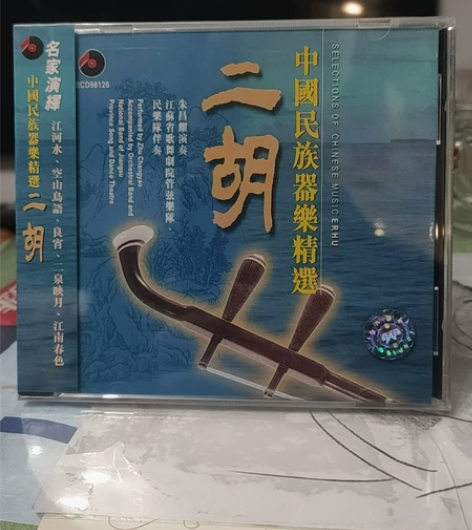 名家演繹
江河水、空山鳥語、良宵、二泉映月、江南春色
中國民族器樂精選 二胡
CD98126
二胡
中國民族器樂精選
SELECTIONS OF CHINESE MUSIC ERHU
朱昌耀演奏
江蘇省歌舞劇院管弦樂隊
民樂隊伴奏
Performed by Zhu Changyao
Accompanied by Orchestral Band and
National Band of Jiangsu
Province Song and Dance Theatre